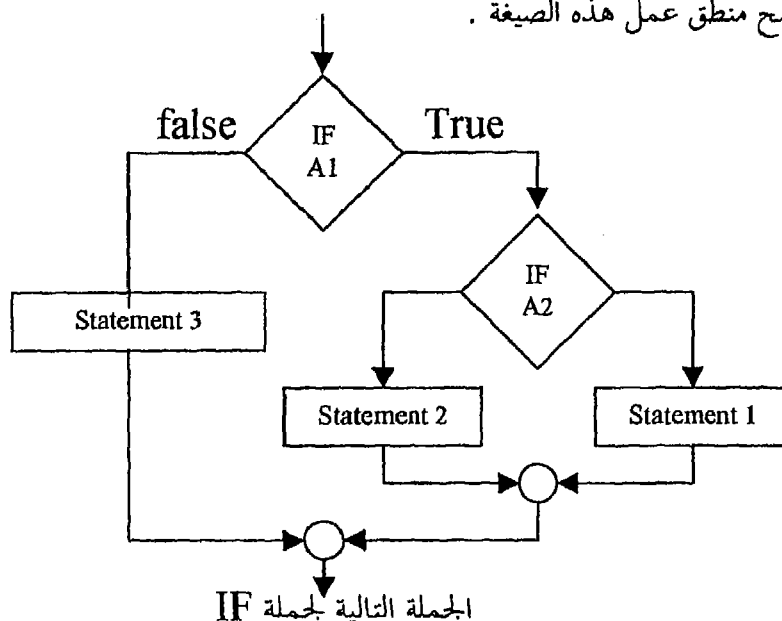 منطق عمل هذه الصيغة .
false
True
IF
A1
IF
A2
Statement 3
Statement 2
Statement 1
الجملة التالية لجملة IF